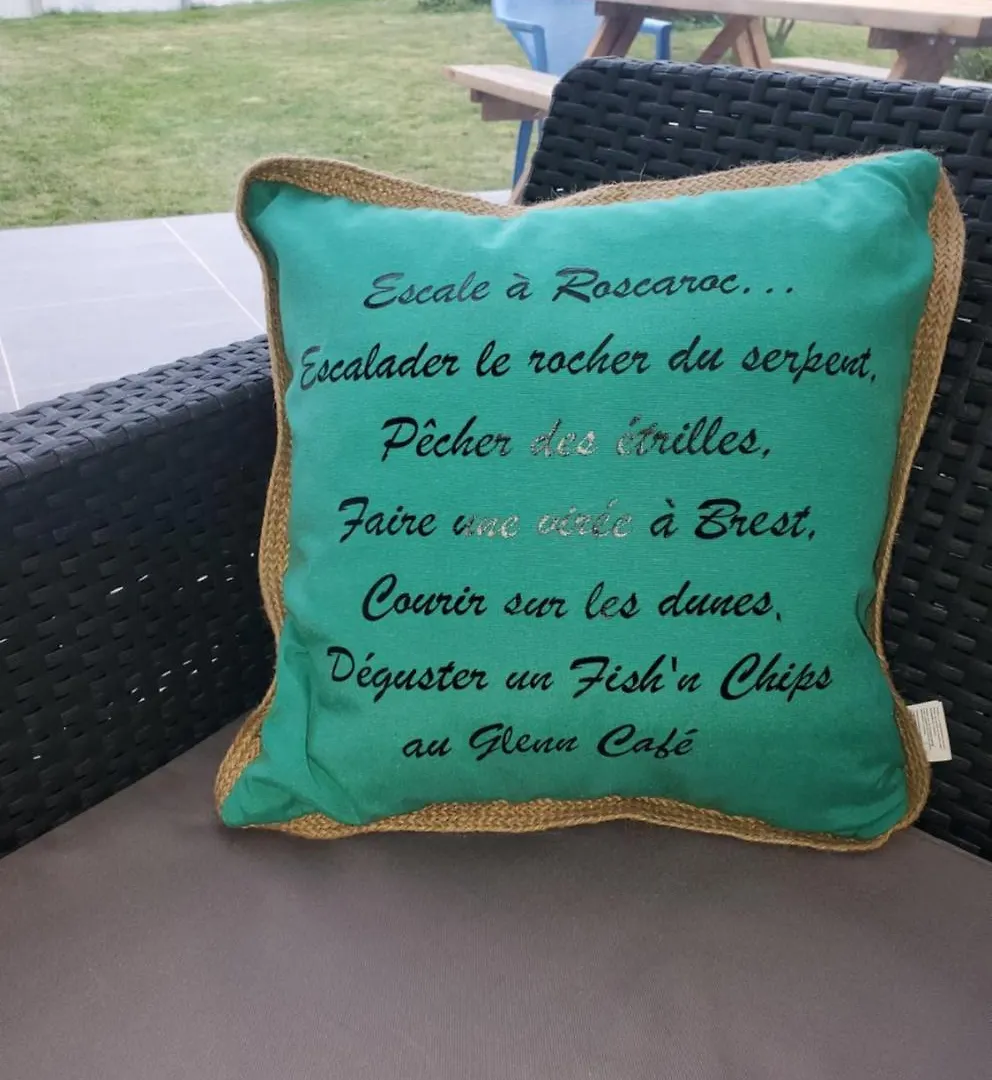 Escale à Roscaroc...
Escalader le rocher du serpent,
Pêcher des étrilles,
Faire une virée à Brest,
Courir sur les dunes,
Déguster un Fish'n Chips
au Glenn Café